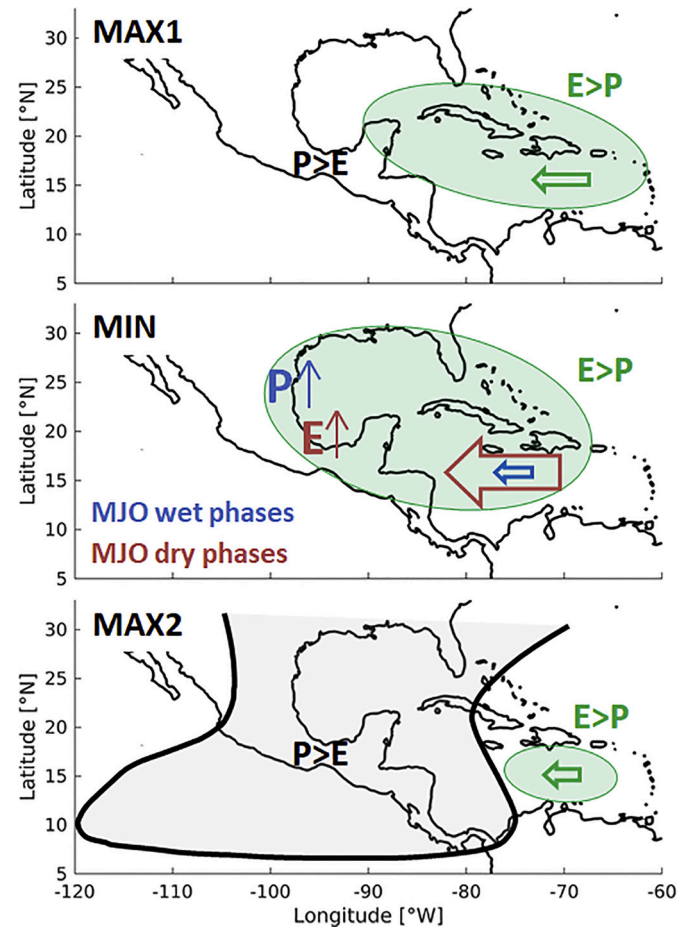 MAX1
30
25
20
15
10
5
Latitude [°N]
E>P
P>E
MIN
30
25
20
15
10
5
Latitude [°N]
E>P
P
E
MJO wet phases
MJO dry phases
MAX2
30
25
20
15
10
5
Latitude [°N]
E>P
P>E
-120 -110 -100 -90 -80 -70 -60
Longitude [°W]